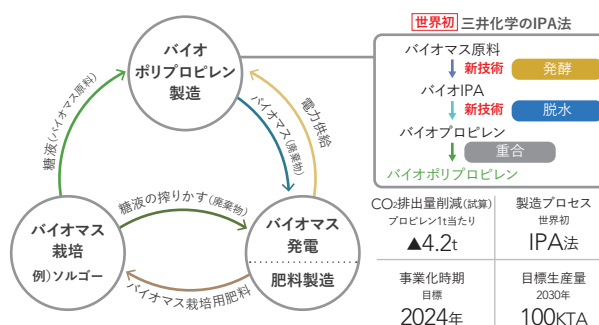 世界初 三井化学のIPA法
バイオマス原料
新技術 発酵
バイオIPA
新技術 脱水
バイオプロピレン
重合
バイオポリプロピレン
バイオ
ポリプロピレン
製造
糖液(バイオマス原料)
バイオマス(廃棄物)
電力供給
糖液の搾りかす(廃棄物)
バイオマス
栽培
例)ソルゴー
バイオマス
発電
肥料製造
バイオマス栽培用肥料
CO2排出量削減(試算)
プロピレン1t当たり
▲4.2t
製造プロセス
世界初
IPA法
事業化時期
目標
2024年
目標生産量
2030年
100KTA